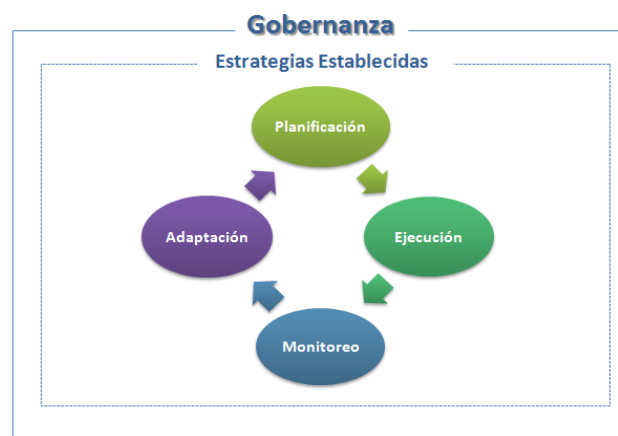 Gobernanza
Estrategias Establecidas
Planificación
Adaptación
Ejecución
Monitoreo